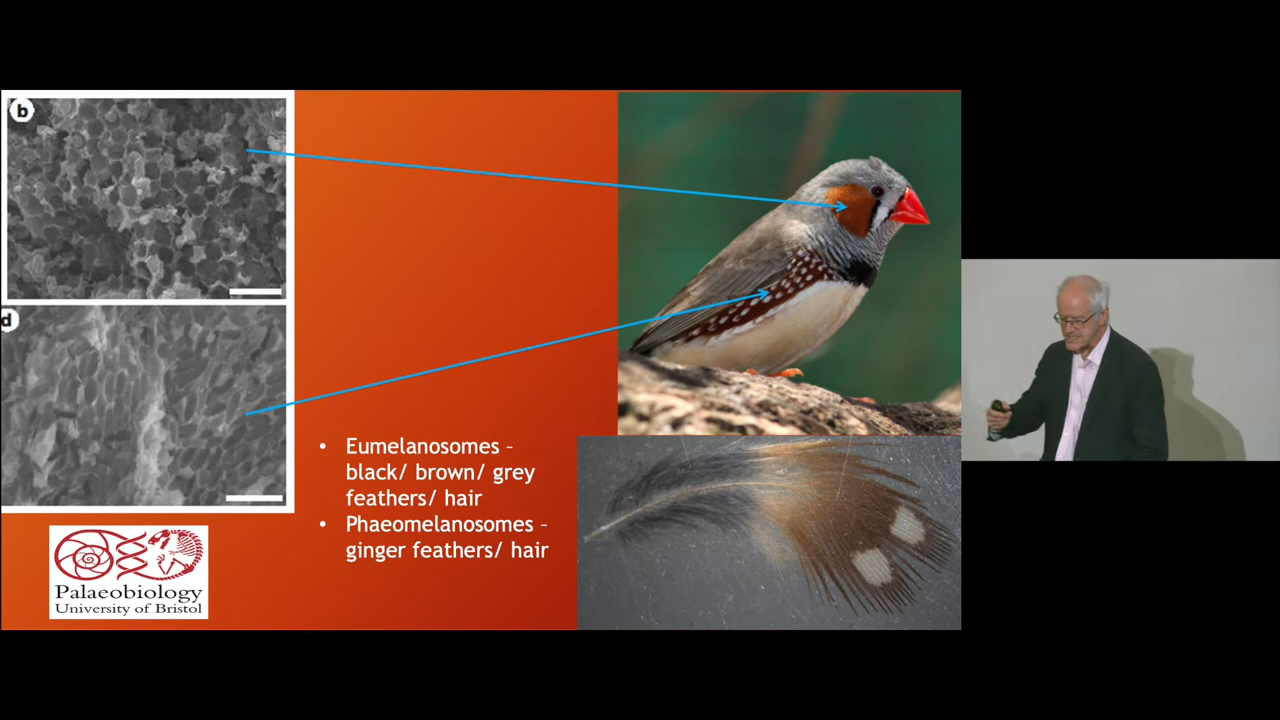 b
d
• Eumelanosomes –
black/ brown/ grey
feathers/ hair
• Phaeomelanosomes –
ginger feathers/ hair
Palaeobiology
University of Bristol